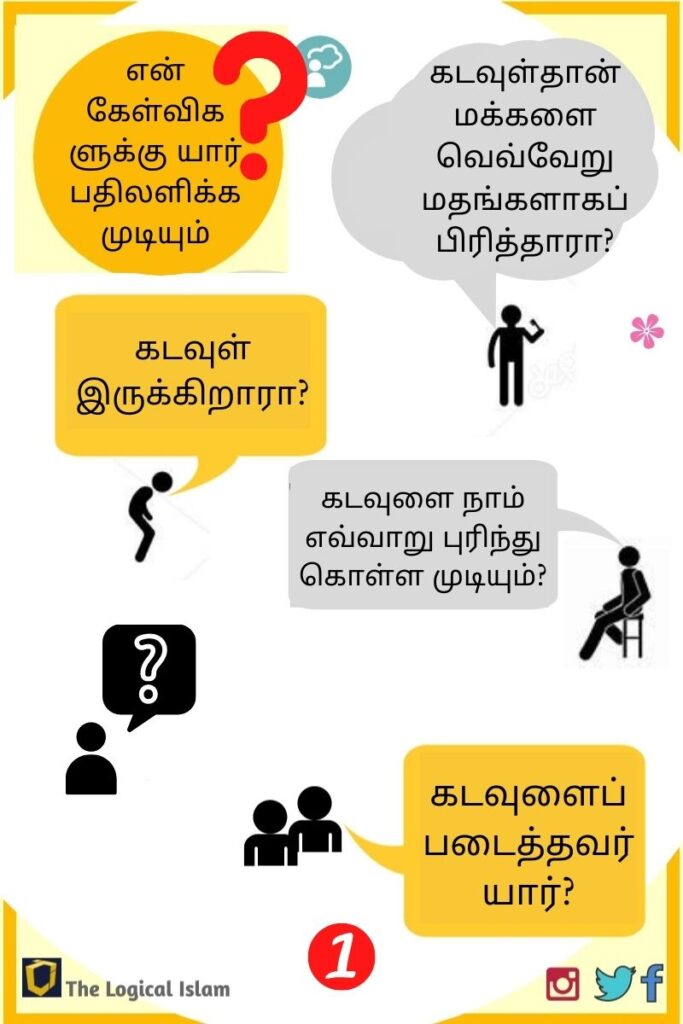 என்
கேள்விக
ளுக்கு யார்
பதிலளிக்க
முடியும்
?
கடவுள்தான்
மக்களை
வெவ்வேறு
மதங்களாகப்
பிரித்தாரா?
கடவுள்
இருக்கிறாரா?
கடவுளை நாம்
எவ்வாறு புரிந்து
கொள்ள முடியும்?
?
கடவுளைப்
படைத்தவர்
யார்?
1
The Logical Islam